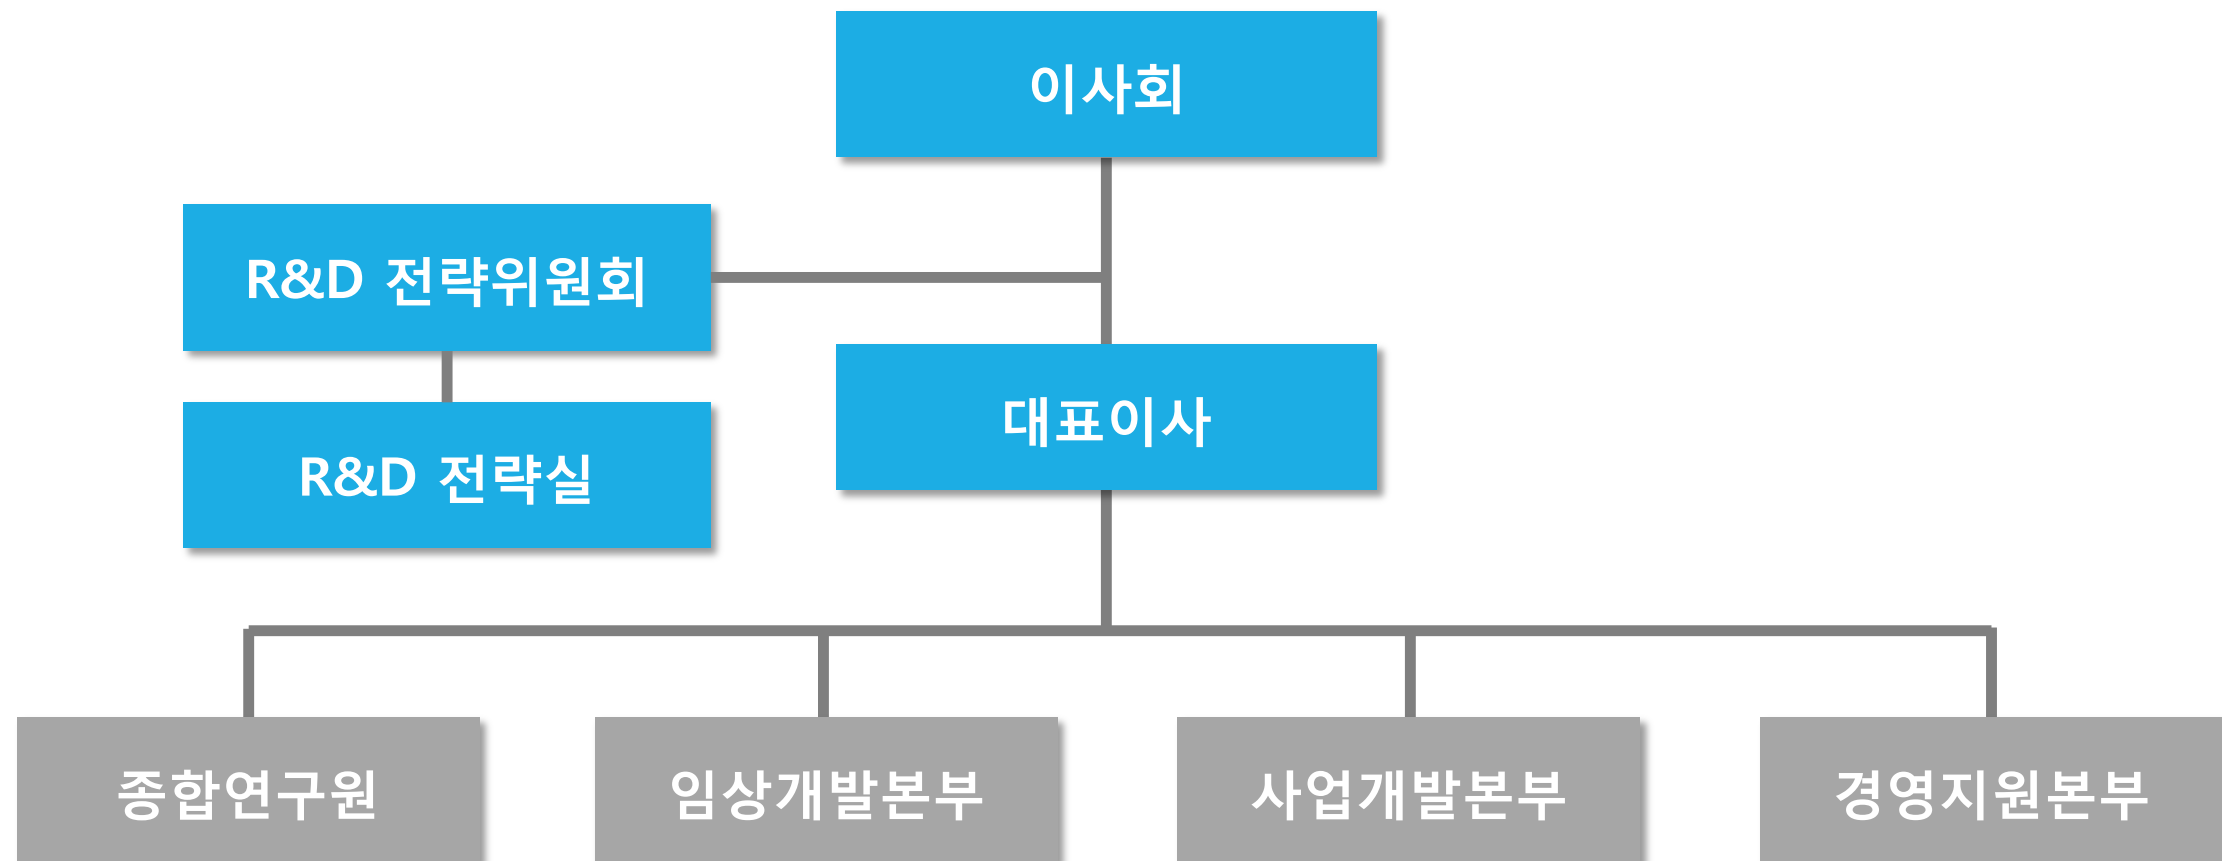 이사회
R&D 전략위원회
대표이사
R&D 전략실
종합연구원
임상개발본부
사업개발본부
경영지원본부